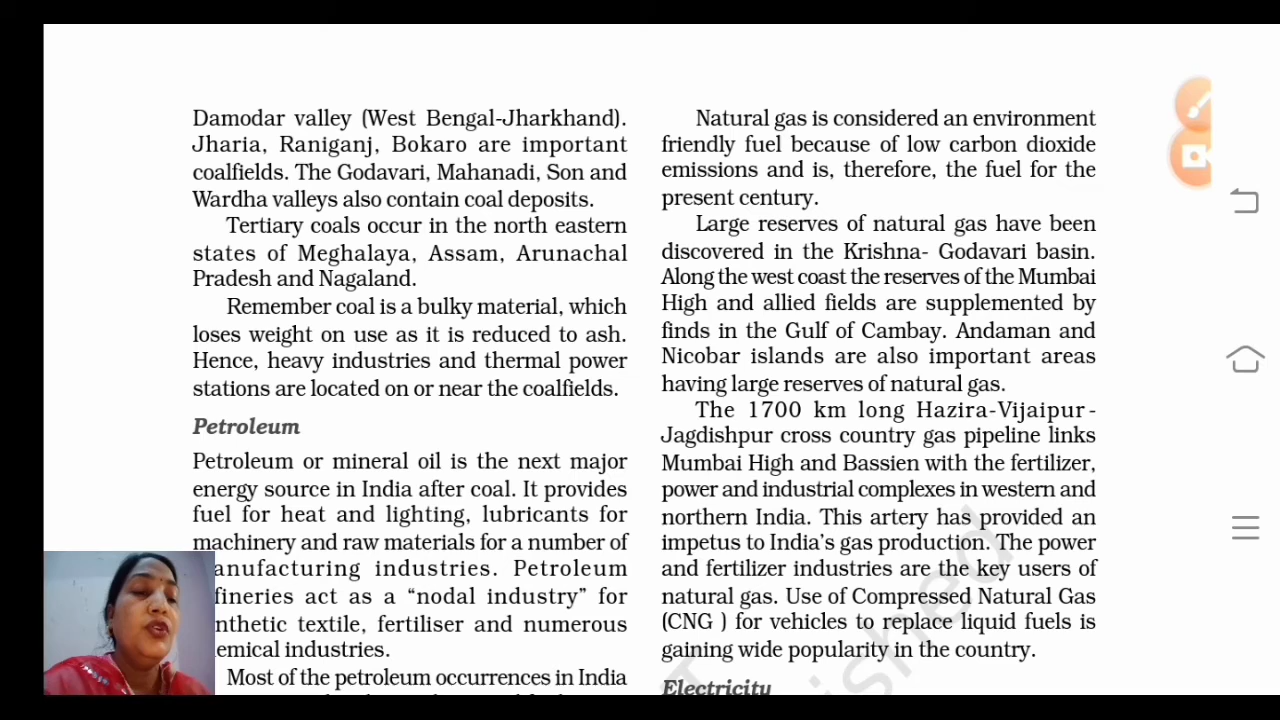 Damodar valley (West Bengal-Jharkhand).
Jharia, Raniganj, Bokaro are important
coalfields. The Godavari, Mahanadi, Son and
Wardha valleys also contain coal deposits.
Tertiary coals occur in the north eastern
states of Meghalaya, Assam, Arunachal
Pradesh and Nagaland.
Remember coal is a bulky material, which
loses weight on use as it is reduced to ash.
Hence, heavy industries and thermal power
stations are located on or near the coalfields.
Petroleum
Petroleum or mineral oil is the next major
energy source in India after coal. It provides
fuel for heat and lighting, lubricants for
machinery and raw materials for a number of
anufacturing industries. Petroleum
fineries act as a “nodal industry” for
nthetic textile, fertiliser and numerous
emical industries.
Most of the petroleum occurrences in India
Natural gas is considered an environment
friendly fuel because of low carbon dioxide
emissions and is, therefore, the fuel for the
present century.
Large reserves of natural gas have been
discovered in the Krishna- Godavari basin.
Along the west coast the reserves of the Mumbai
High and allied fields are supplemented by
finds in the Gulf of Cambay. Andaman and
Nicobar islands are also important areas
having large reserves of natural gas.
The 1700 km long Hazira-Vijaipur-
Jagdishpur cross country gas pipeline links
Mumbai High and Bassien with the fertilizer,
power and industrial complexes in western and
northern India. This artery has provided an
impetus to India’s gas production. The power
and fertilizer industries are the key users of
natural gas. Use of Compressed Natural Gas
(CNG ) for vehicles to replace liquid fuels is
gaining wide popularity in the country.
Electricity